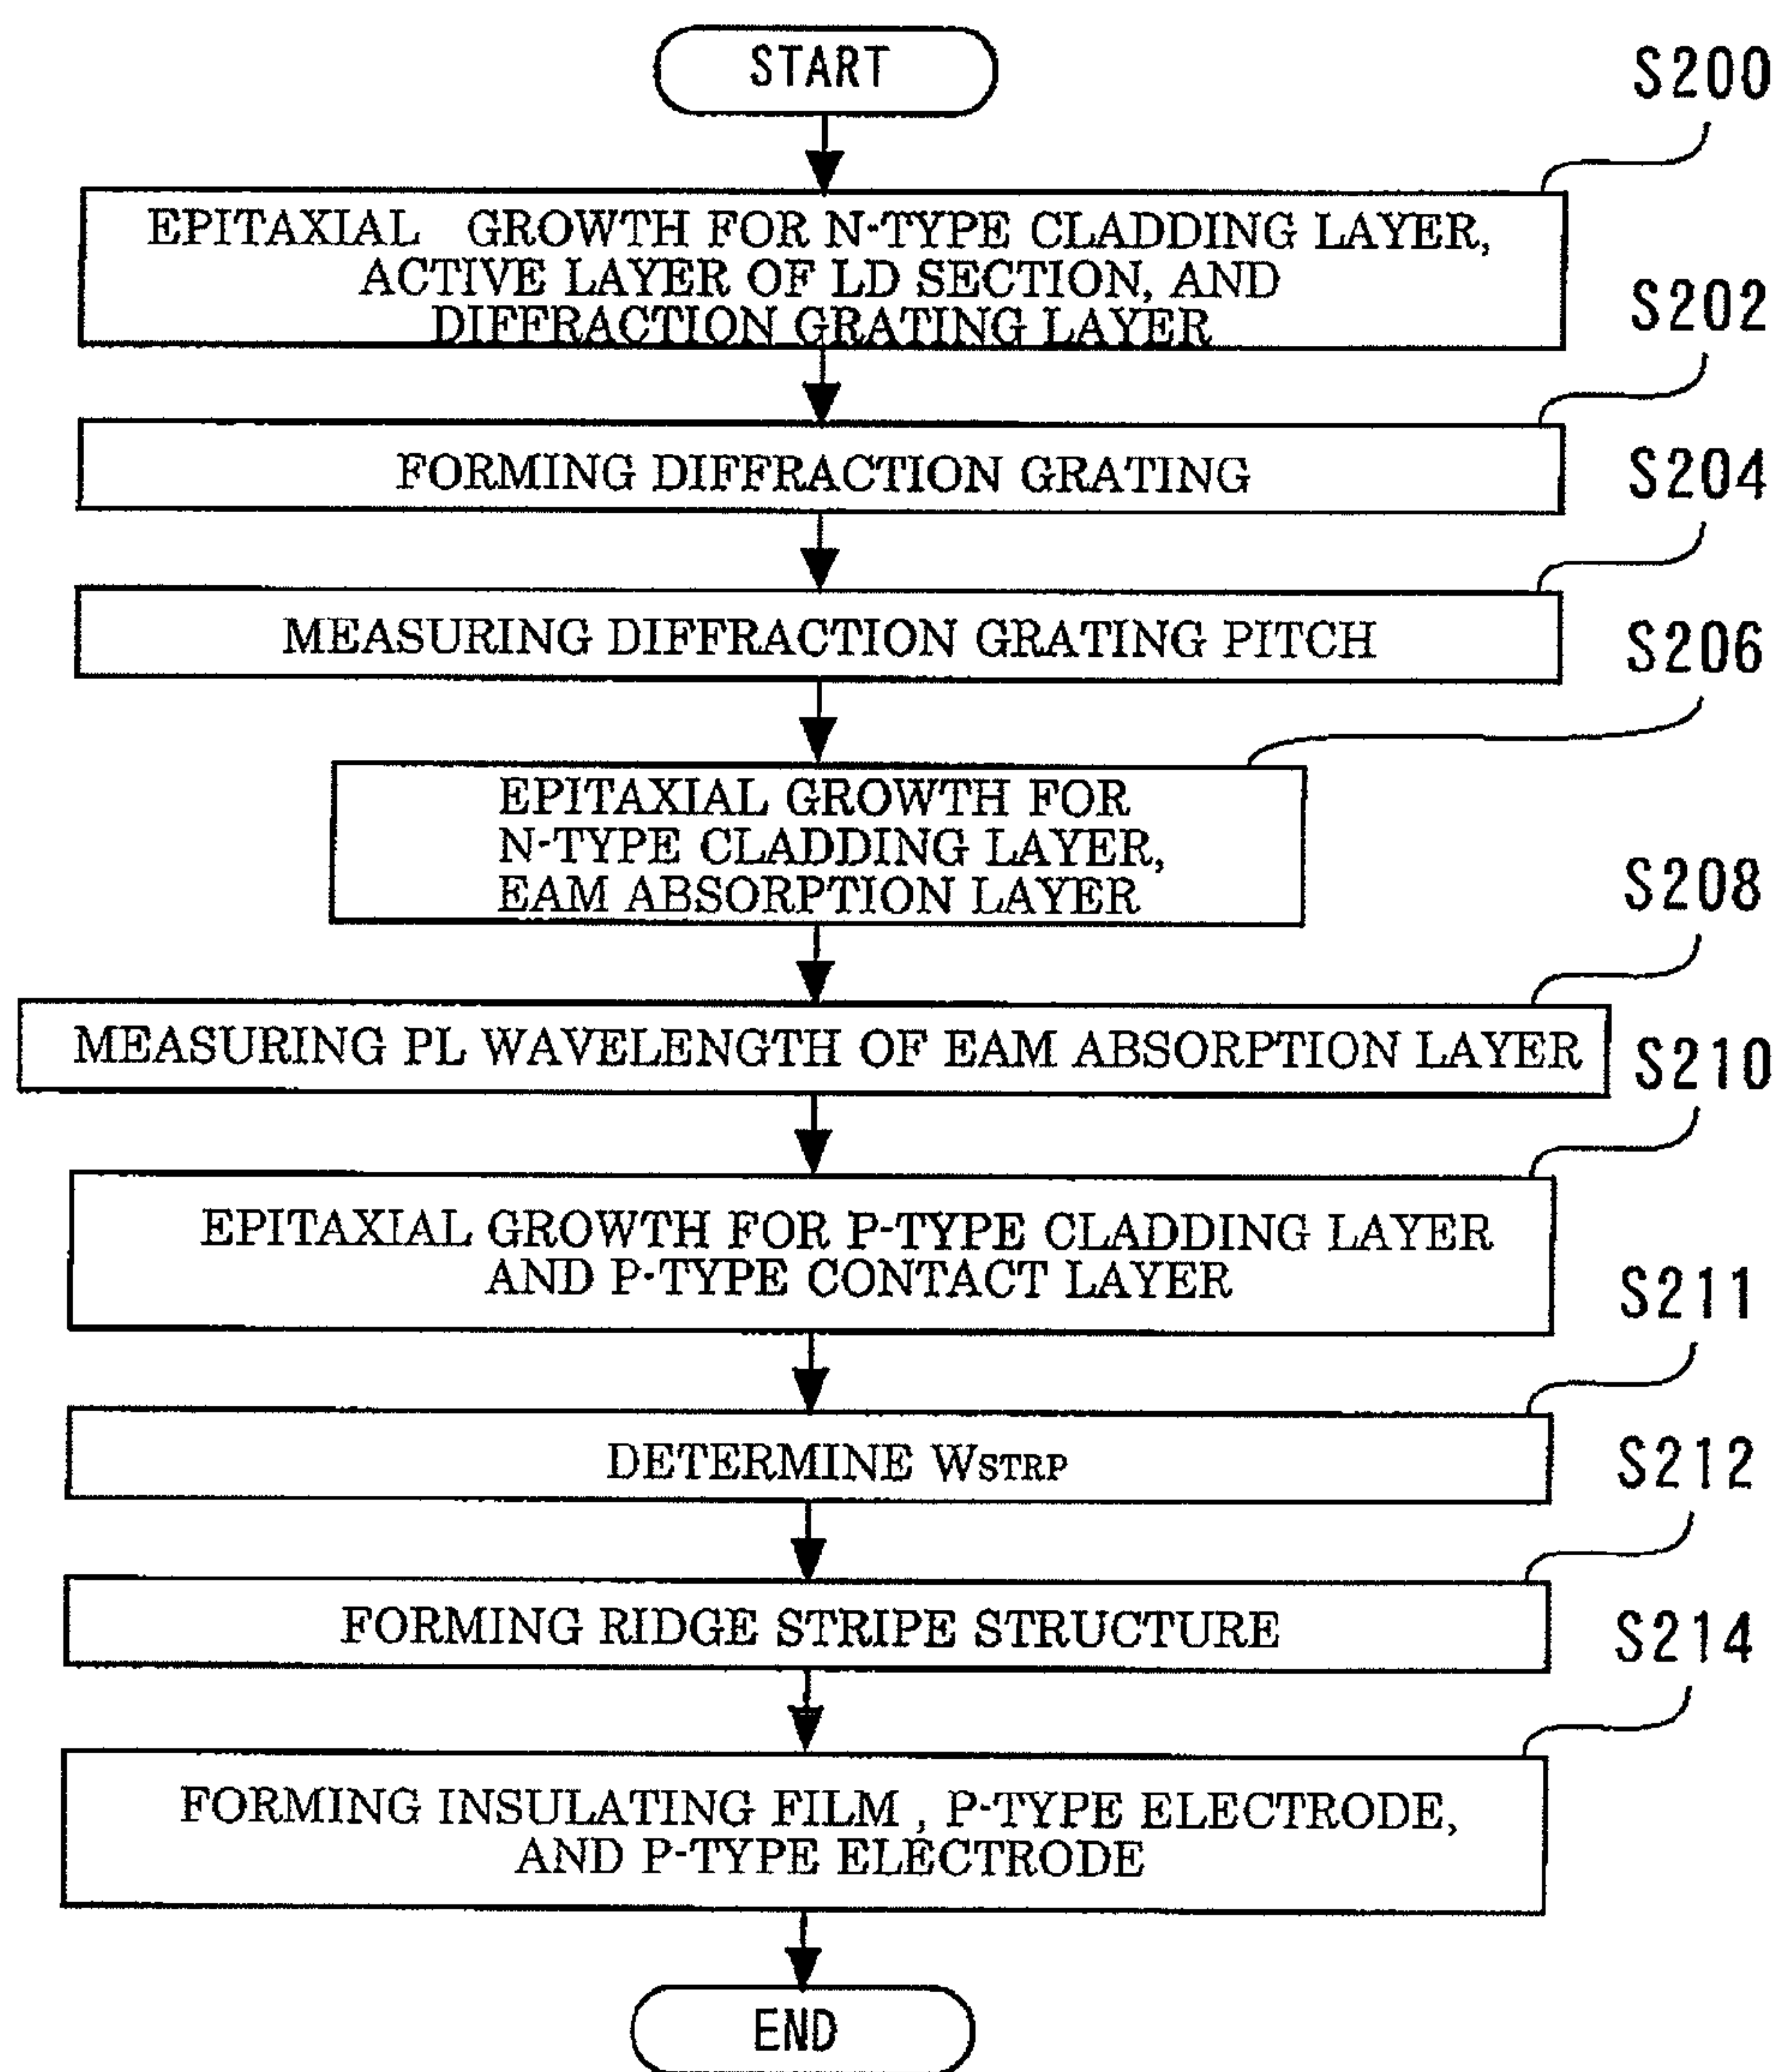 START
S200
EPITAXIAL GROWTH FOR N-TYPE CLADDING LAYER,
ACTIVE LAYER OF LD SECTION, AND
DIFFRACTION GRATING LAYER
S202
FORMING DIFFRACTION GRATING
S204
MEASURING DIFFRACTION GRATING PITCH
S206
EPITAXIAL GROWTH FOR
N-TYPE CLADDING LAYER,
EAM ABSORPTION LAYER
S208
MEASURING PL WAVELENGTH OF EAM ABSORPTION LAYER
S210
EPITAXIAL GROWTH FOR P-TYPE CLADDING LAYER
AND P-TYPE CONTACT LAYER
S211
DETERMINE WSTRP
S212
FORMING RIDGE STRIPE STRUCTURE
S214
FORMING INSULATING FILM , P-TYPE ELECTRODE,
AND P-TYPE ELECTRODE
END